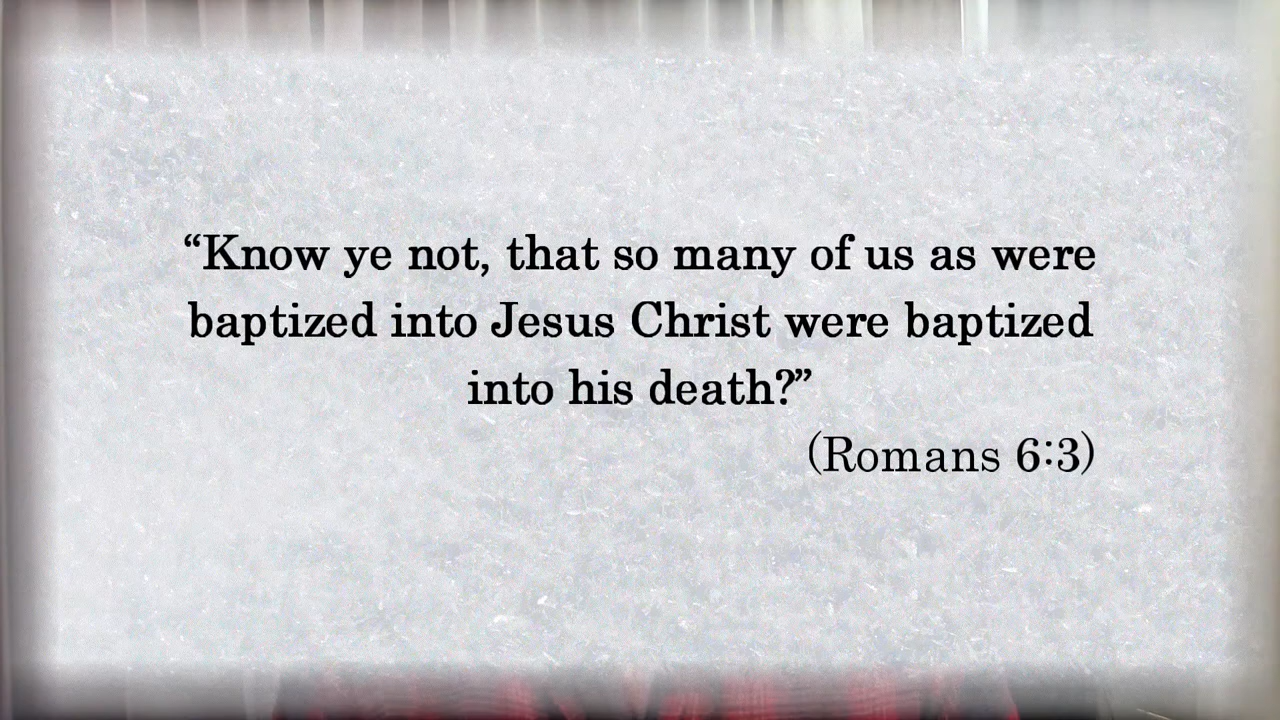 “Know ye not, that so many of us as were
baptized into Jesus Christ were baptized
into his death?”
(Romans 6:3)